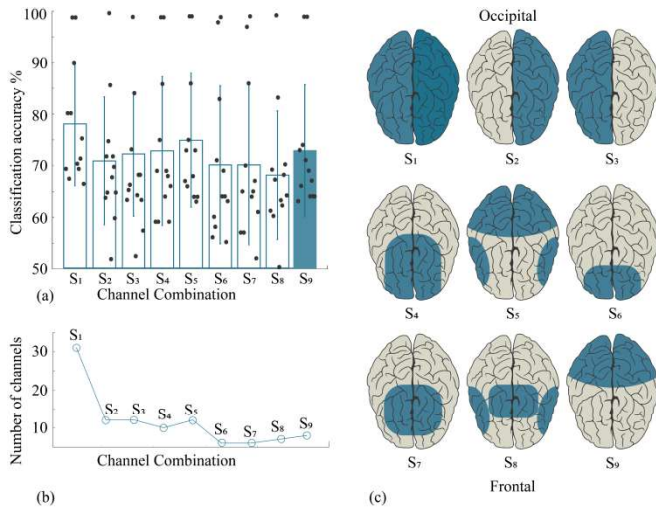 100
90
80
70
60
50
Classification accuracy %
S₁ S₂ S₃ S₄ S₅ S₆ S₇ S₈ S₉
(a)
Channel Combination
30
20
10
Number of channels
S₁
S₂ S₃ S₄ S₅ S₆ S₇ S₈ S₉
Channel Combination
(b)
Occipital
S₁ S₂ S₃
S₄ S₅ S₆
S₇ S₈ S₉
Frontal
(c)